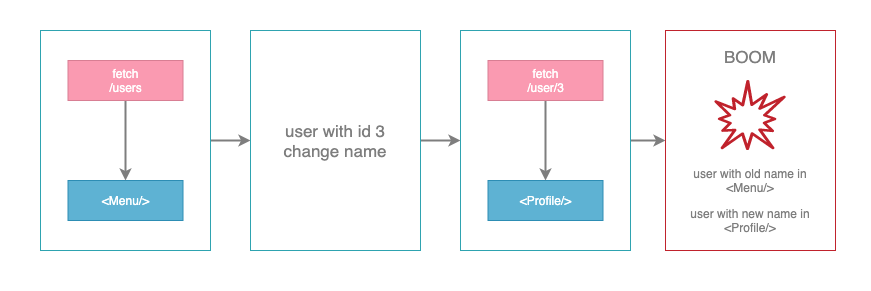 fetch
/users
<Menu/>
user with id 3
change name
fetch
/user/3
<Profile/>
BOOM
user with old name in
<Menu/>
user with new name in
<Profile/>